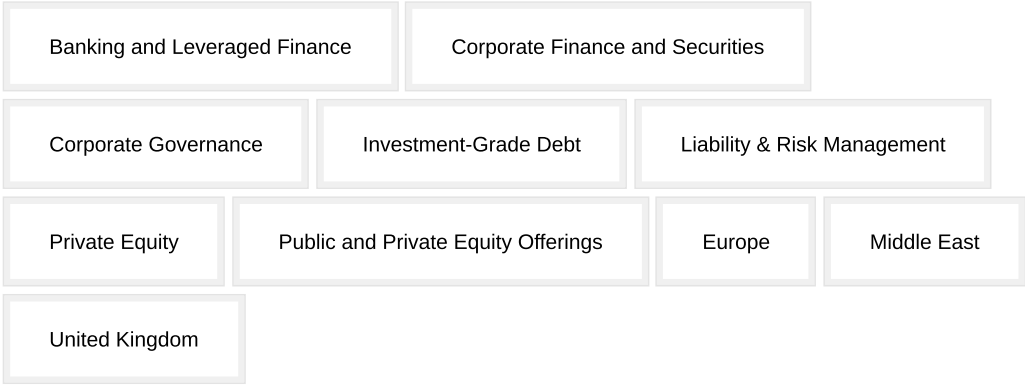 Banking and Leveraged Finance
Corporate Finance and Securities
Corporate Governance
Investment-Grade Debt
Liability & Risk Management
Private Equity
Public and Private Equity Offerings
Europe
Middle East
United Kingdom